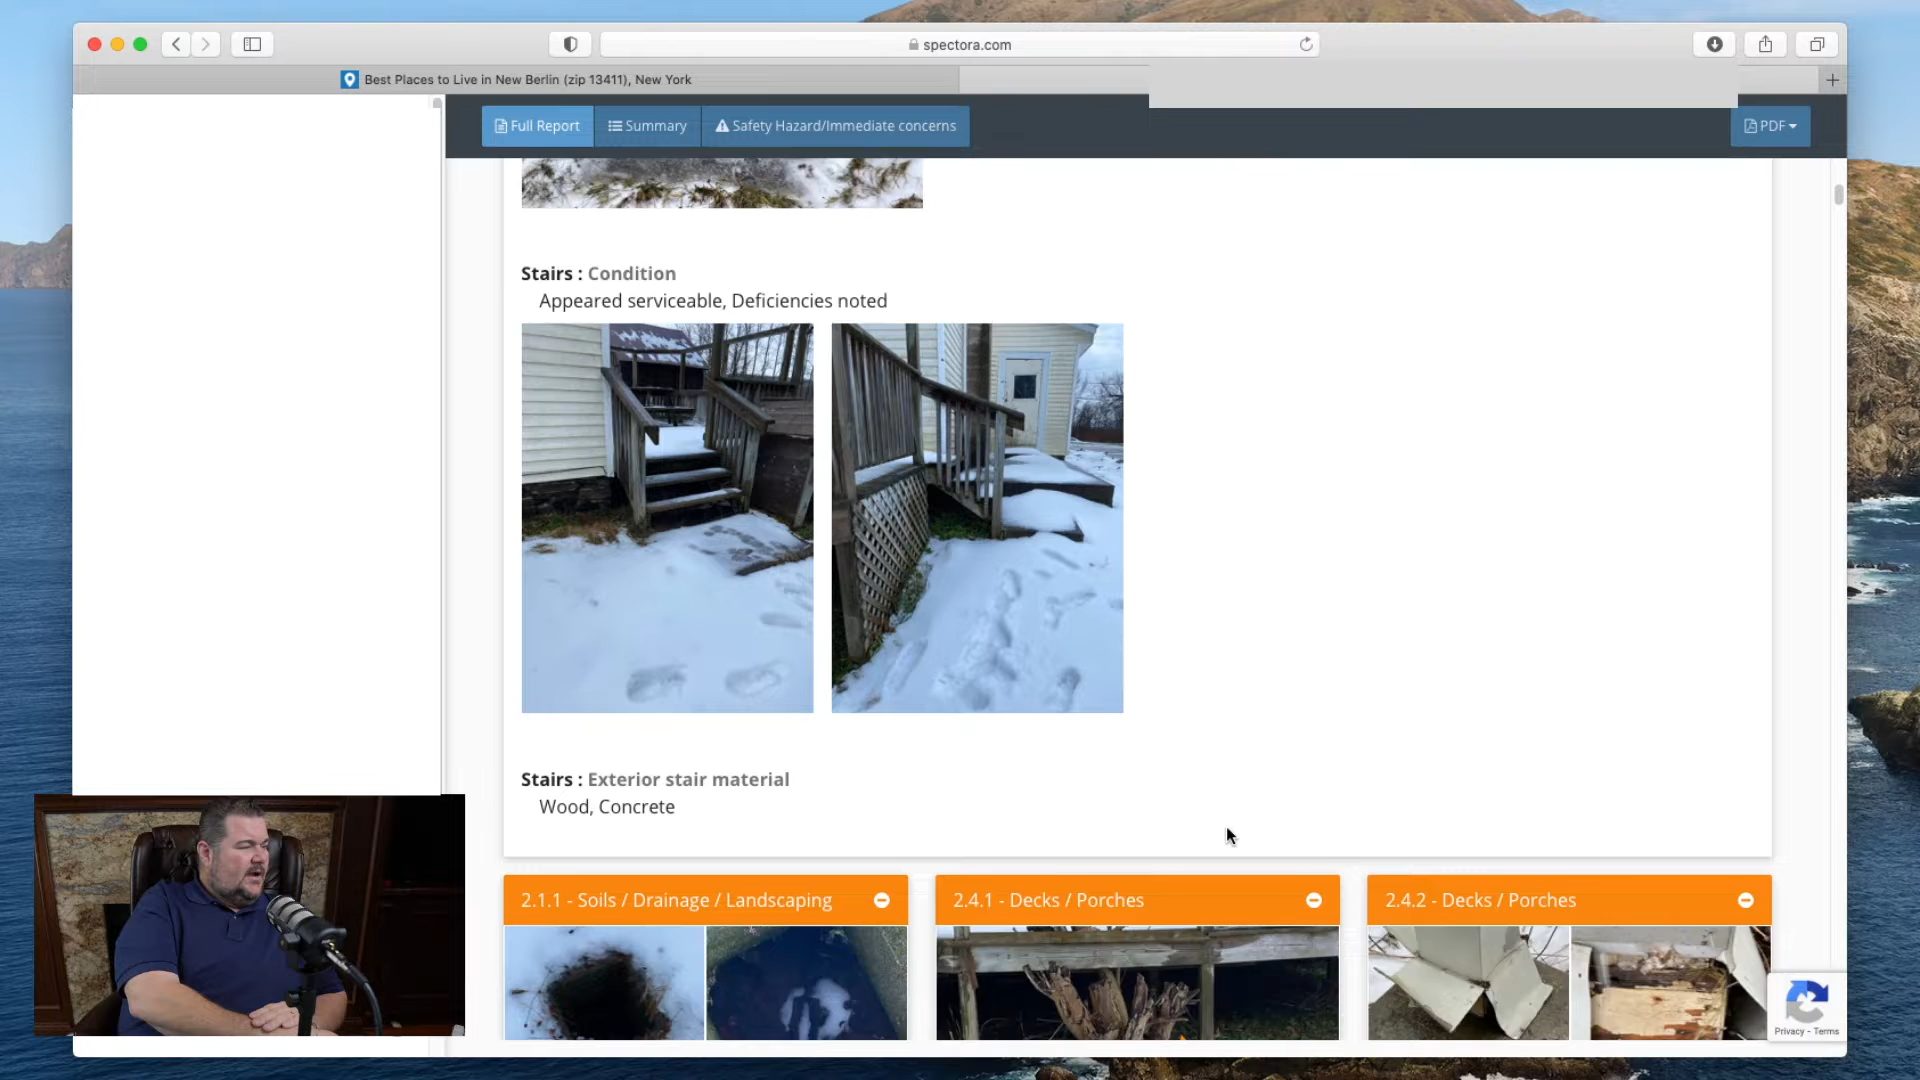 spectora.com
Best Places to Live in New Berlin (zip 13411), New York
Full Report
Summary
Safety Hazard/Immediate concerns
PDF
Stairs : Condition
Appeared serviceable, Deficiencies noted
Stairs : Exterior stair material
Wood, Concrete
2.1.1 - Soils / Drainage / Landscaping
2.4.1 - Decks / Porches
2.4.2 - Decks / Porches
Privacy - Terms